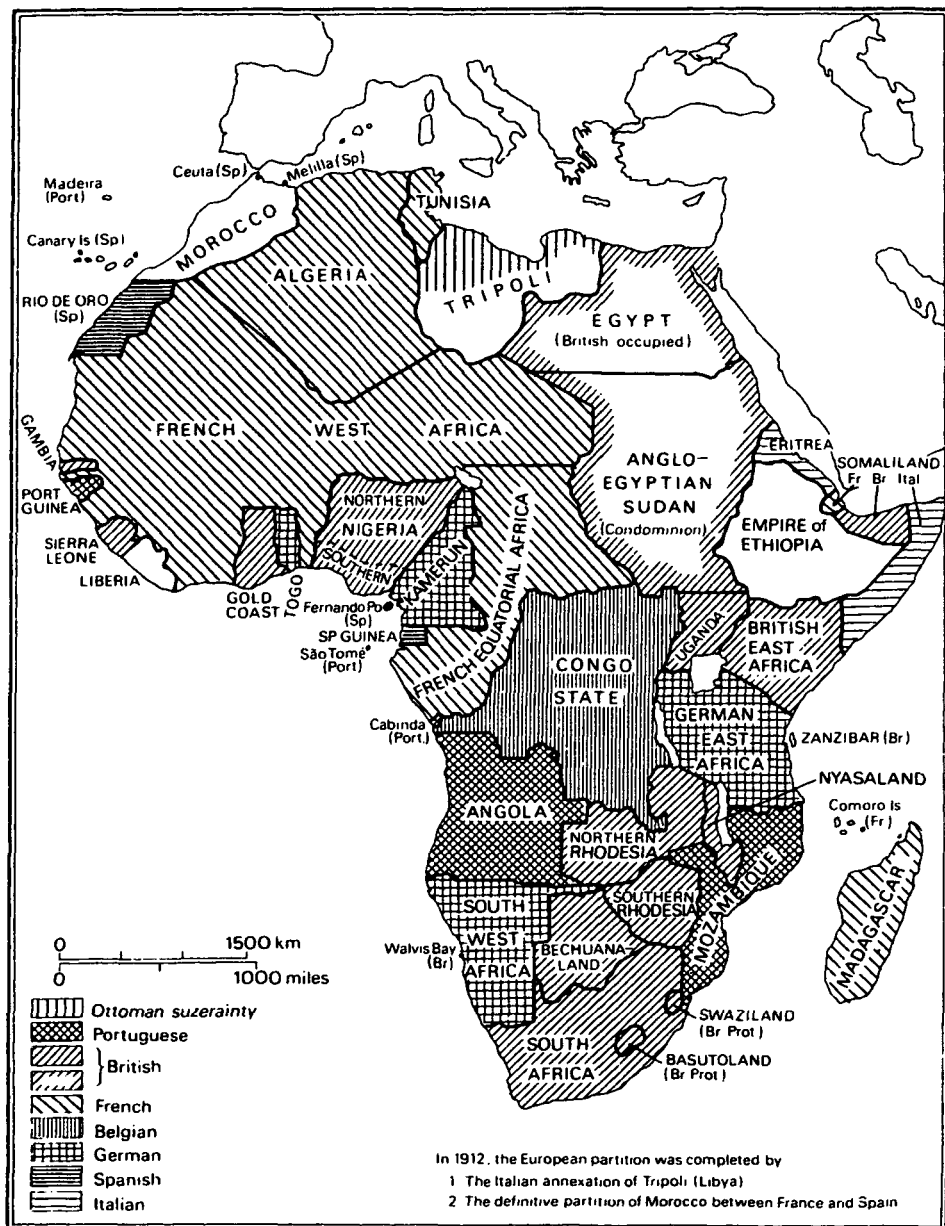 Ceuta (Sp)
Melilla (Sp)
Madeira
(Port)
TUNISIA
MOROCCO
Canary Is (Sp)
ALGERIA
TRIPOLI
RIO DE ORO
(Sp)
EGYPT
(British occupied)
FRENCH WEST AFRICA
GAMBIA
ERITREA
SOMALILAND
Fr Br Ital
ANGLO-
EGYPTIAN
SUDAN
(Condominion)
PORT
GUINEA
NORTHERN
NIGERIA
SOUTHERN
EMPIRE of
ETHIOPIA
SIERRA
LEONE
LIBERIA
KAMERUN
FRENCH EQUATORIAL AFRICA
GOLD
COAST
TOGO
Fernando Po
(Sp)
SP GUINEA
São Tomé
(Port)
UGANDA
BRITISH
EAST
AFRICA
CONGO
STATE
GERMAN
EAST
AFRICA
Cabinda
(Port.)
ZANZIBAR (Br)
NYASALAND
ANGOLA
Comoro Is
(Fr)
NORTHERN
RHODESIA
MOZAMBIQUE
SOUTHERN
RHODESIA
MADAGASCAR
SOUTH
WEST
AFRICA
Walvis Bay
(Br)
BECHUANA-
LAND
0 1500 km
0 1000 miles
SWAZILAND
(Br Prot)
SOUTH
AFRICA
BASUTOLAND
(Br Prot)
Ottoman suzerainty
Portuguese
British
French
Belgian
German
Spanish
Italian
In 1912, the European partition was completed by
1 The Italian annexation of Tripoli (Libya)
2 The definitive partition of Morocco between France and Spain